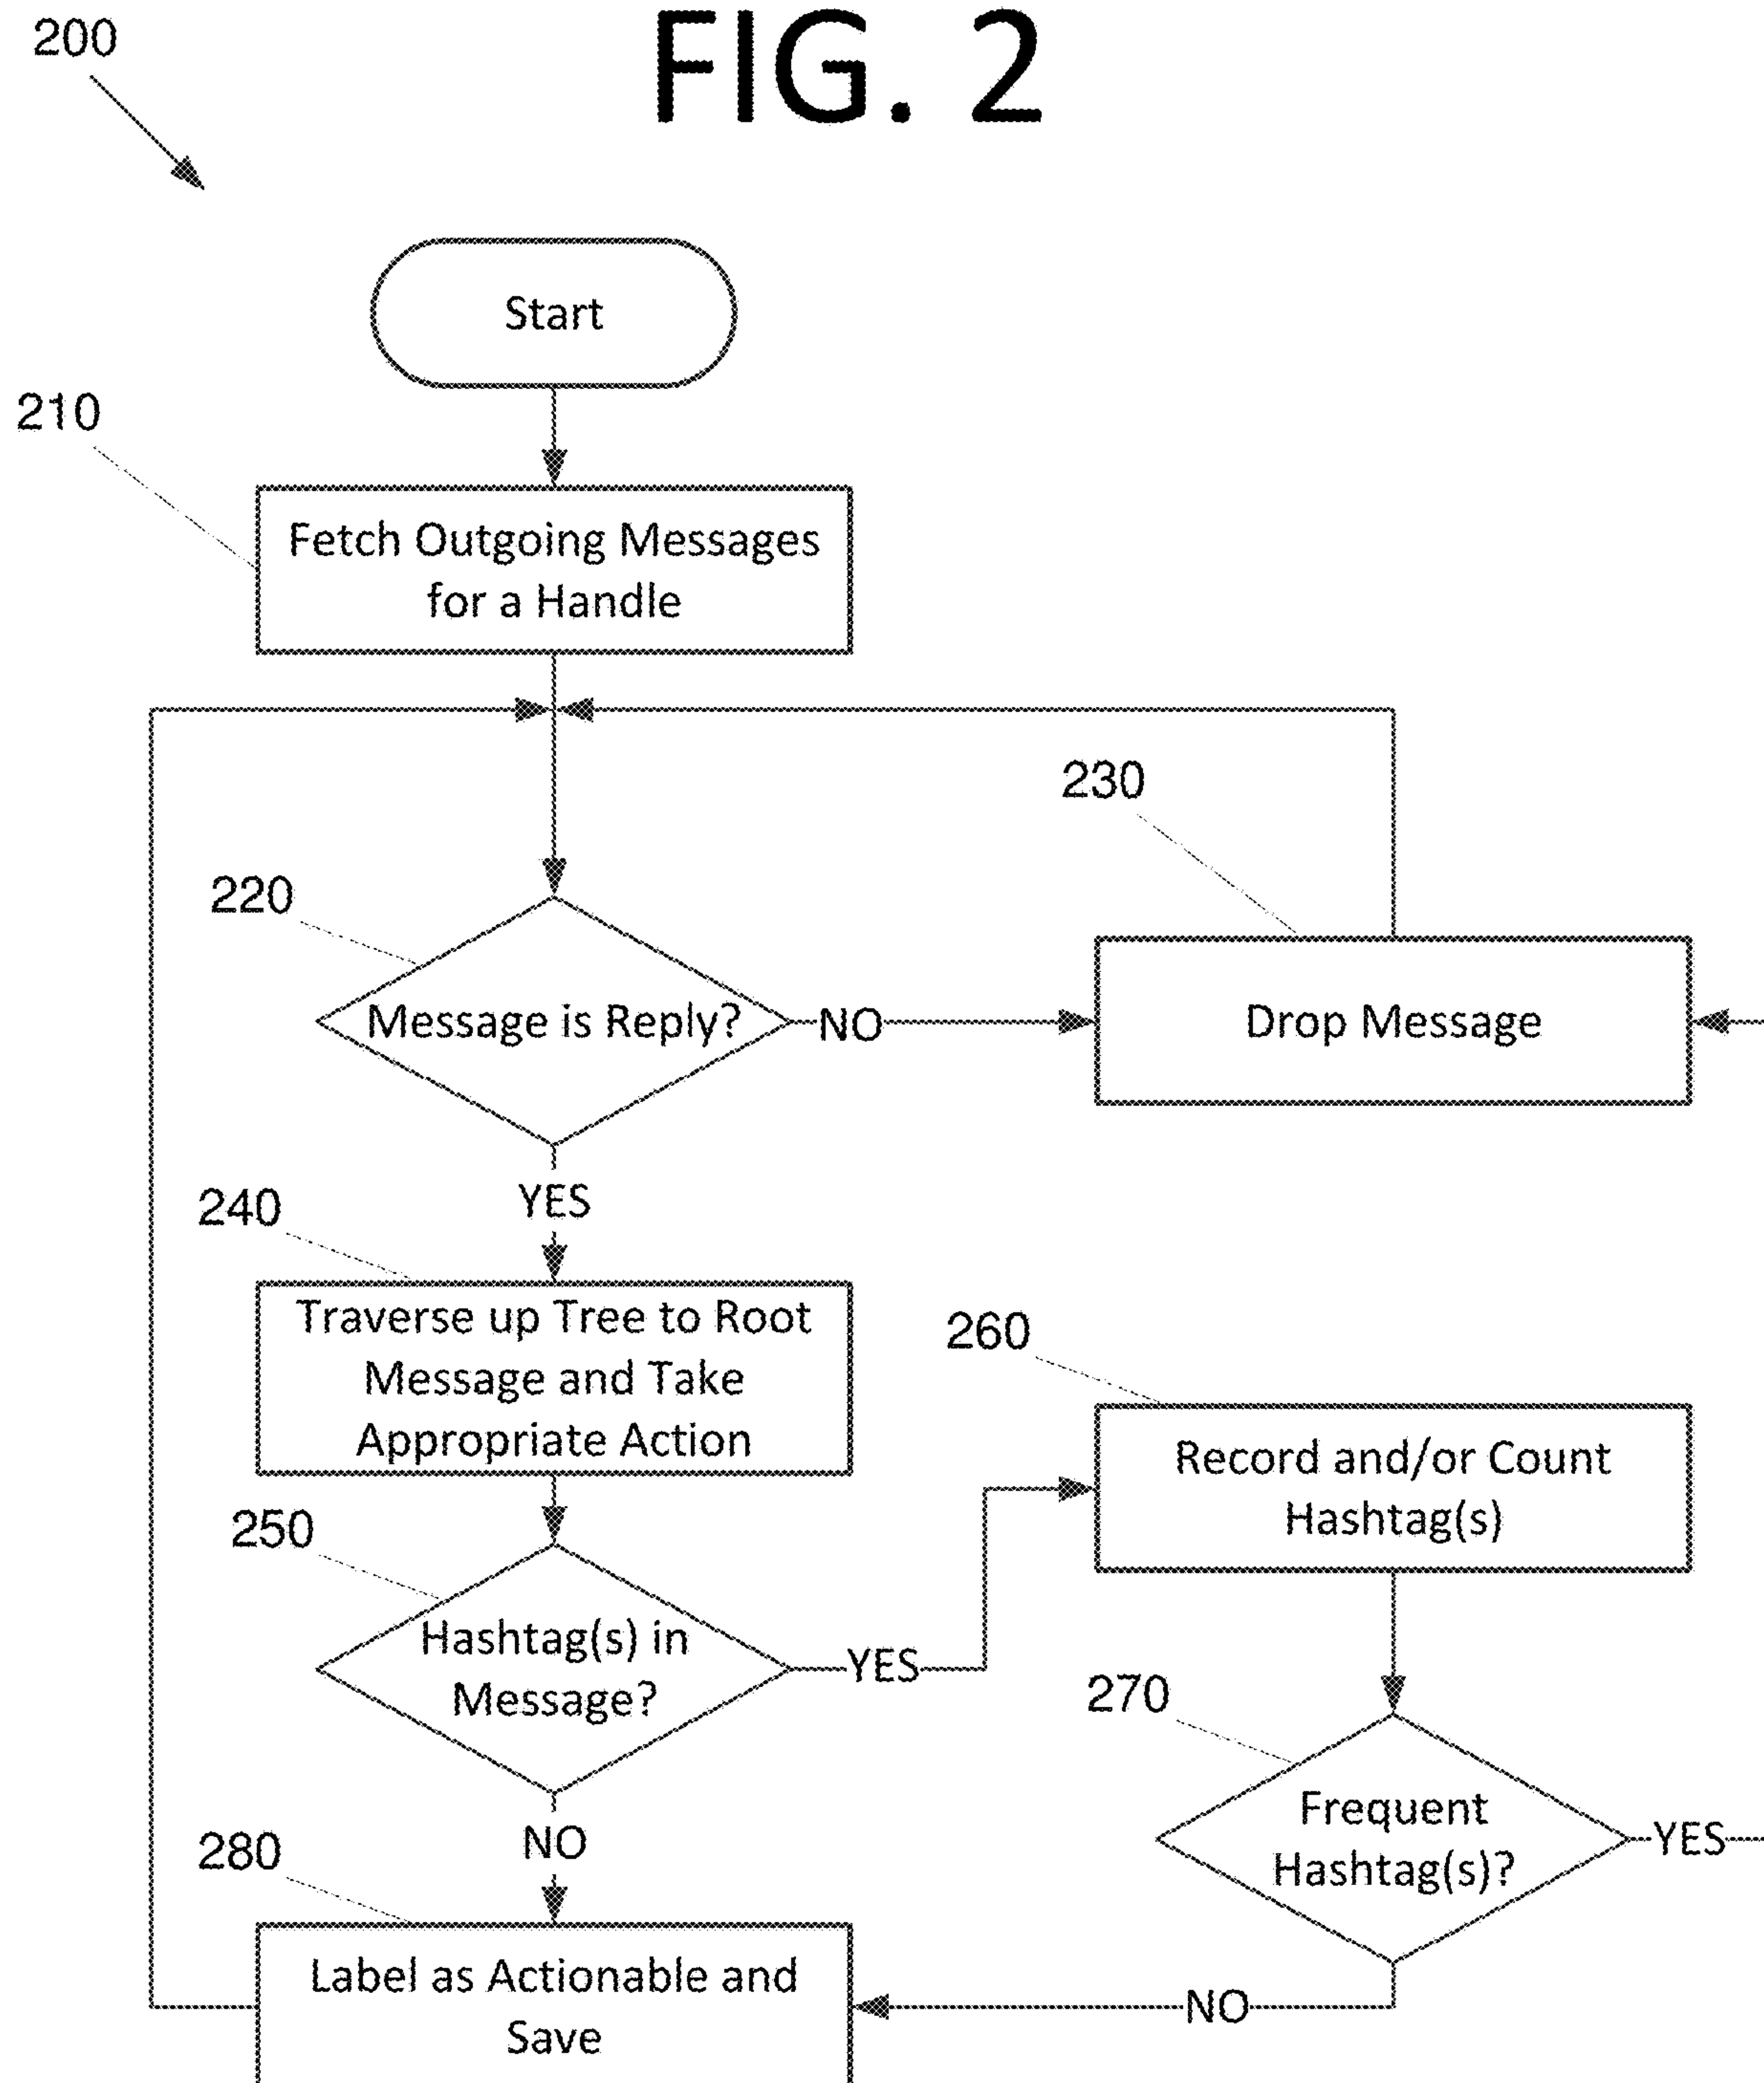 FIG. 2
200
Start
210
Fetch Outgoing Messages
for a Handle
230
220
Message is Reply?
NO
Drop Message
YES
240
Traverse up Tree to Root
Message and Take
Appropriate Action
260
Record and/or Count
Hashtag(s)
250
Hashtag(s) in
Message?
YES
270
Frequent
Hashtag(s)?
YES
NO
280
Label as Actionable and
Save
NO